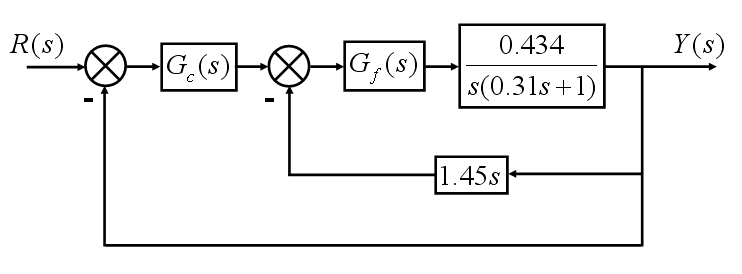 R(s)
-
G_c(s)
-
G_f(s)
0.434
s(0.31s+1)
Y(s)
1.45s